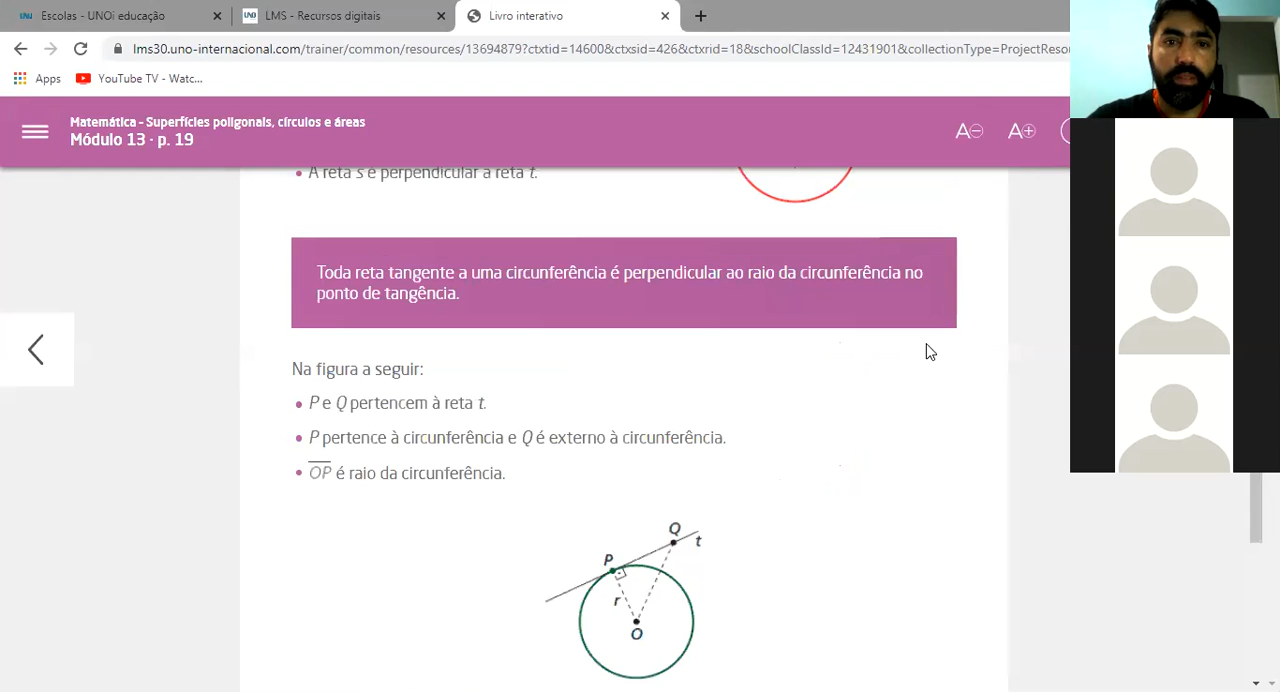 UNO Escolas - UNOi educação
UNO LMS - Recursos digitais
Livro interativo
lms30.uno-internacional.com/trainer/common/resources/13694879?ctxtid=14600&ctxsid=426&ctxrid=18&schoolClassId=12431901&collectionType=ProjectReso
Apps
YouTube TV - Watc...
Matemática - Superfícies poligonais, círculos e áreas
Módulo 13 · p. 19
A A
• A reta s é perpendicular à reta t.
Toda reta tangente a uma circunferência é perpendicular ao raio da circunferência no
ponto de tangência.
Na figura a seguir:
• P e Q pertencem à reta t.
• P pertence à circunferência e Q é externo à circunferência.
• OP é raio da circunferência.
Q
t
P
r
O